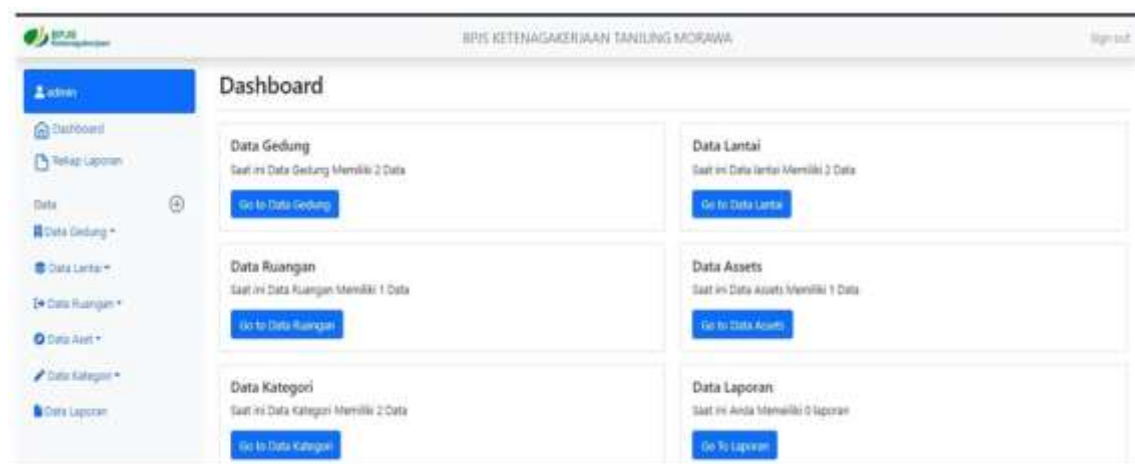 BPJS
Ketenagakerjaan
BPJS KETENAGAKERJAAN TANJUNG MORAWA
Sign out
admin
Dashboard
Rekap Laporan
Data
Data Gedung
Data Lantai
Data Ruangan
Data Aset
Data Kategori
Data Laporan
Dashboard
Data Gedung
Saat ini Data Gedung Memiliki 2 Data
Go to Data Gedung
Data Lantai
Saat ini Data lantai Memiliki 2 Data
Go to Data Lantai
Data Ruangan
Saat ini Data Ruangan Memiliki 1 Data
Go to Data Ruangan
Data Assets
Saat ini Data Assets Memiliki 1 Data
Go to Data Assets
Data Kategori
Saat ini Data Kategori Memiliki 2 Data
Go to Data Kategori
Data Laporan
Saat ini Anda Memeiliki 0 laporan
Go To Laporan